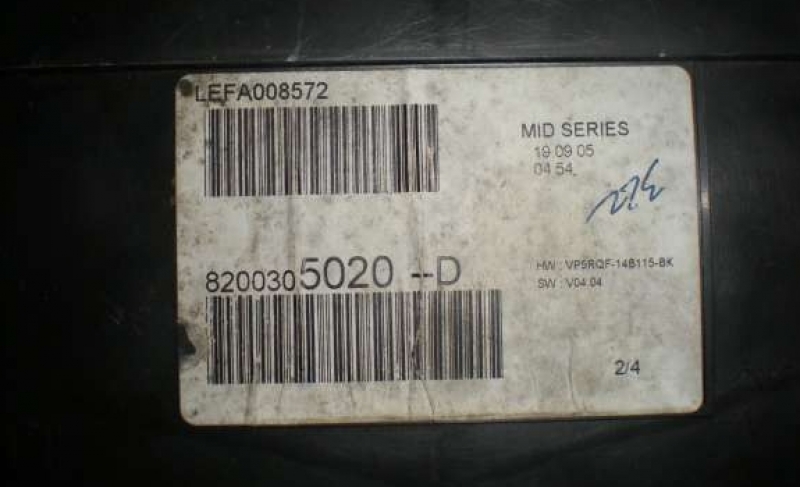 LEFA008572
MID SERIES
19 09 05
04 54
8200305020 --D
HW : VP5RQF-14B115-BK
SW : V04.04
2/4